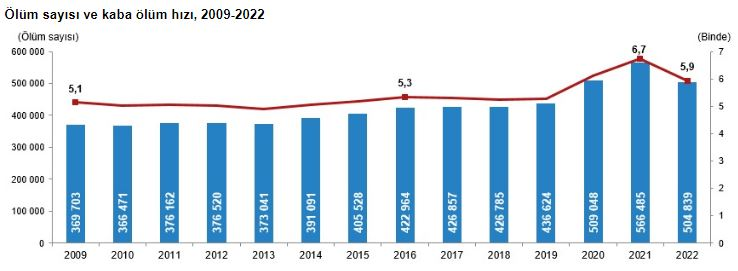 Ölüm sayısı ve kaba ölüm hızı, 2009-2022
(Ölüm sayısı) (Binde)
600 000 7
500 000 6
400 000 5
300 000 4
200 000 3
100 000 2
0 1
0
5,1 5,3 6,7 5,9
369 703 366 471 376 162 376 520 373 041 391 091 405 528 422 964 426 857 426 785 436 624 509 048 566 485 504 839
2009 2010 2011 2012 2013 2014 2015 2016 2017 2018 2019 2020 2021 2022